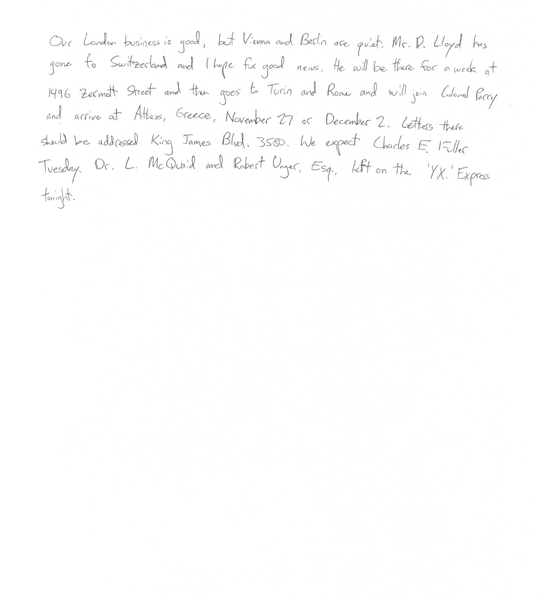 Our London business is good, but Vienna and Berlin are quiet. Mr. D. Lloyd has
gone to Switzerland and I hope for good news. He will be there for a week at
1496 Zermott Street and then goes to Turin and Rome and will join Colonel Parry
and arrive at Athens, Greece, November 27 or December 2. Letters there
should be addressed King James Blvd. 3580. We expect Charles E. Fuller
Tuesday. Dr. L. McQuaid and Robert Unger, Esq., left on the 'Y.X.' Express
tonight.